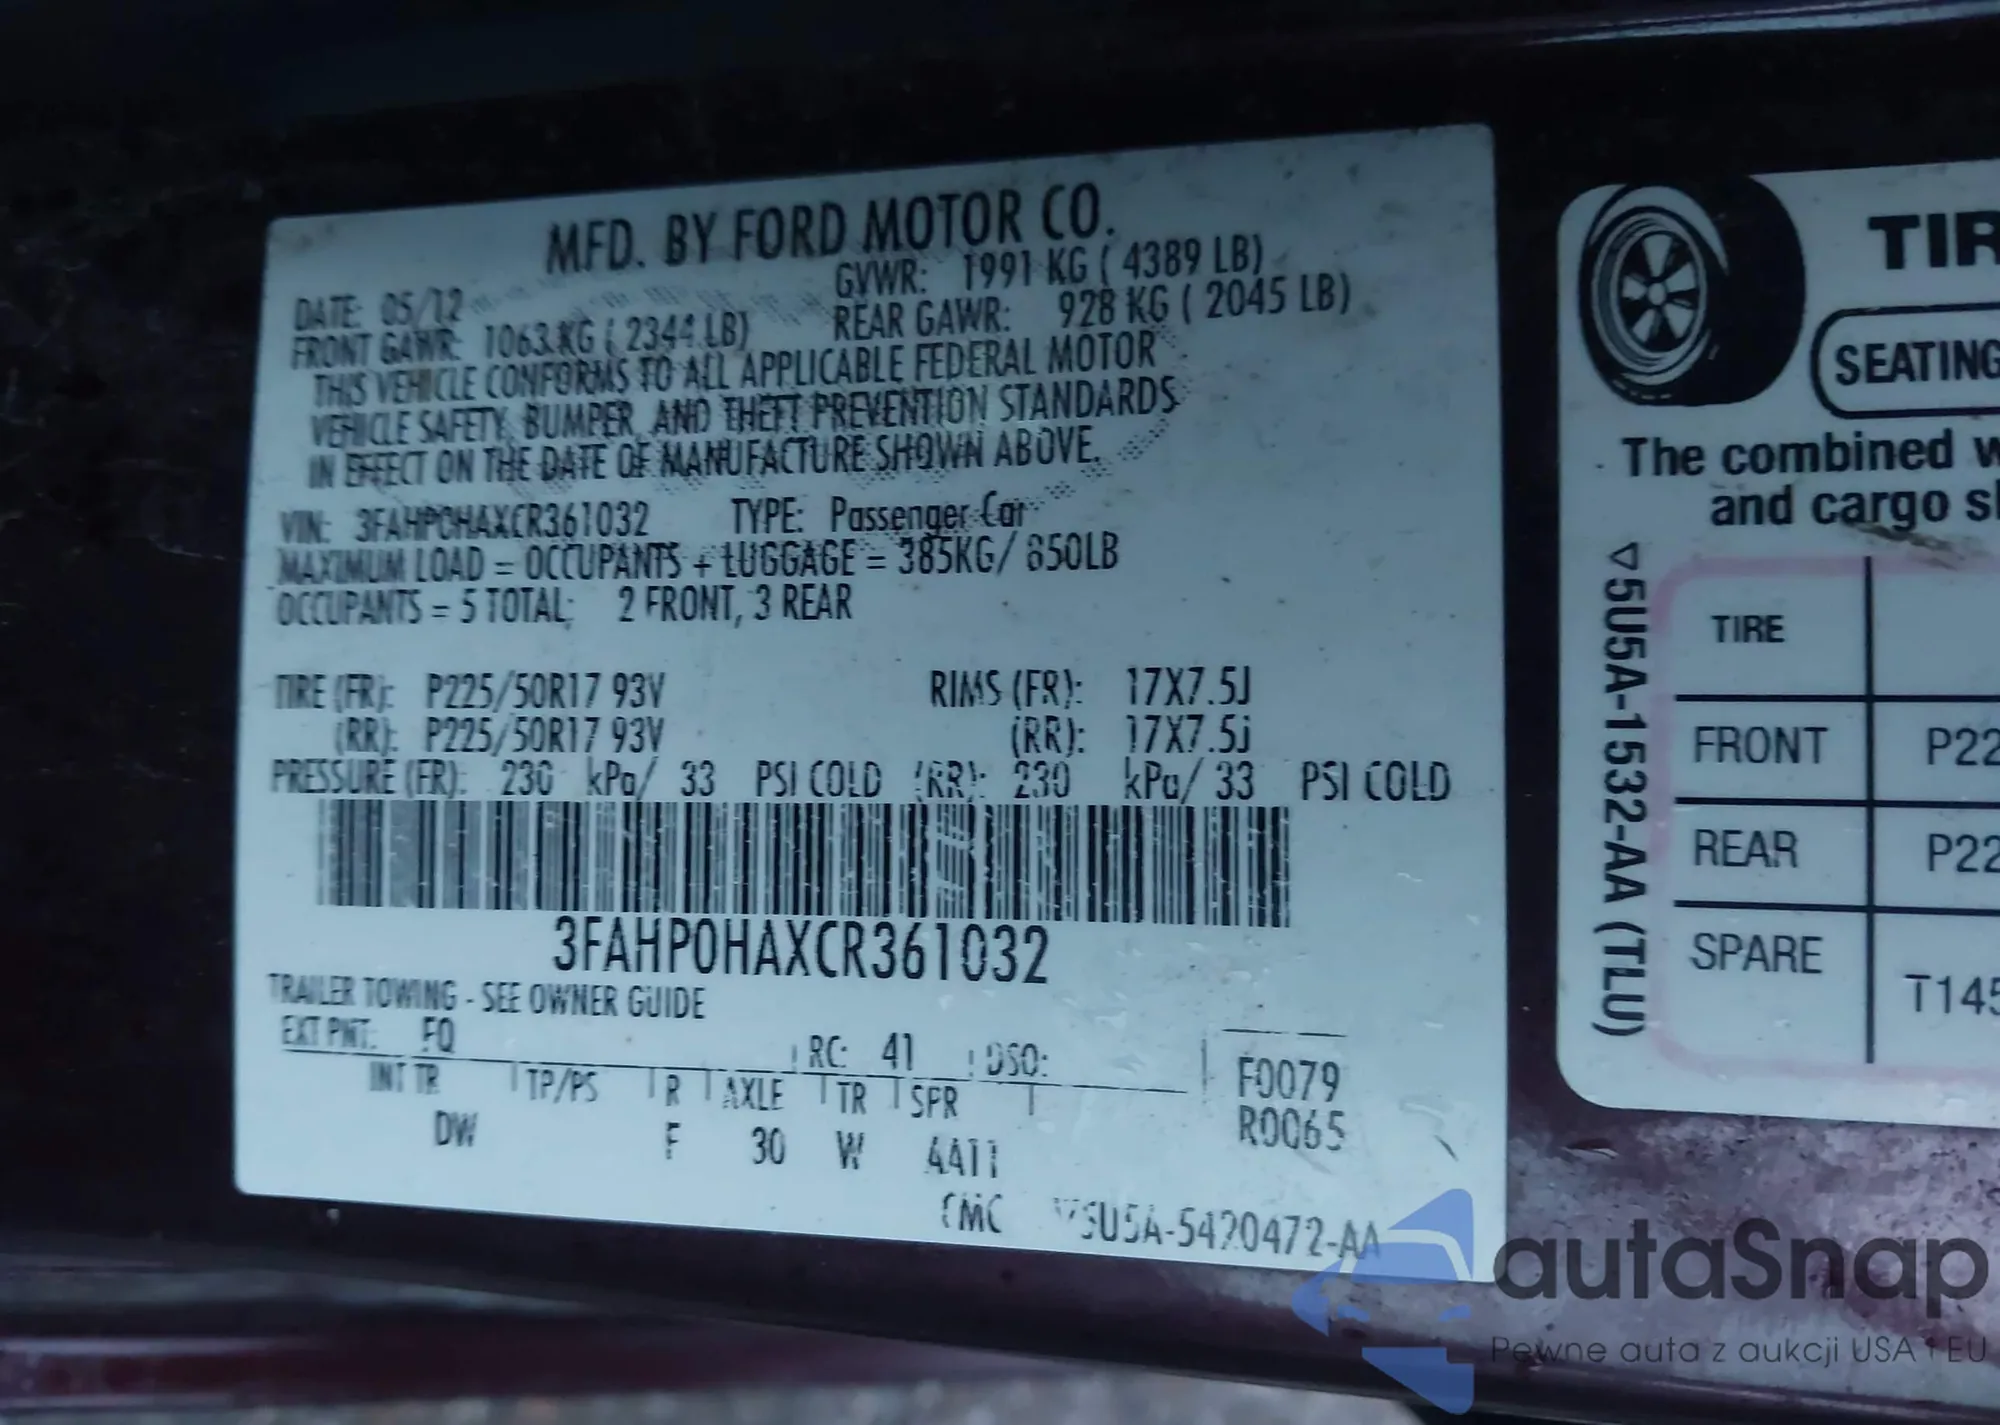 MFD. BY FORD MOTOR CO.
DATE: 05/12 GVWR: 1991 KG ( 4389 LB)
FRONT GAWR: 1063 KG ( 2344 LB) REAR GAWR: 928 KG ( 2045 LB)
THIS VEHICLE CONFORMS TO ALL APPLICABLE FEDERAL MOTOR
VEHICLE SAFETY, BUMPER, AND THEFT PREVENTION STANDARDS
IN EFFECT ON THE DATE OF MANUFACTURE SHOWN ABOVE.
VIN: 3FAHP0HAXCR361032 TYPE: Passenger Car
MAXIMUM LOAD = OCCUPANTS + LUGGAGE = 385KG/ 850LB
OCCUPANTS = 5 TOTAL; 2 FRONT, 3 REAR
TIRE (FR): P225/50R17 93V RIMS (FR): 17X7.5J
(RR): P225/50R17 93V (RR): 17X7.5J
PRESSURE (FR): 230 kPa/ 33 PSI COLD (RR): 230 kPa/ 33 PSI COLD
3FAHP0HAXCR361032
TRAILER TOWING - SEE OWNER GUIDE
EXT PNT: FQ RC: 41 DSO: F0079
INT TR TP/PS R AXLE TR SPR R0065
DW F 30 W 4A11
CMC 5U5A-5420472-AA
TIR
SEATING
The combined w
and cargo sh
▽5U5A-1532-AA (TLU)
TIRE
FRONT P22
REAR P22
SPARE T145
autaSnap
Pewne auta z aukcji USA i EU